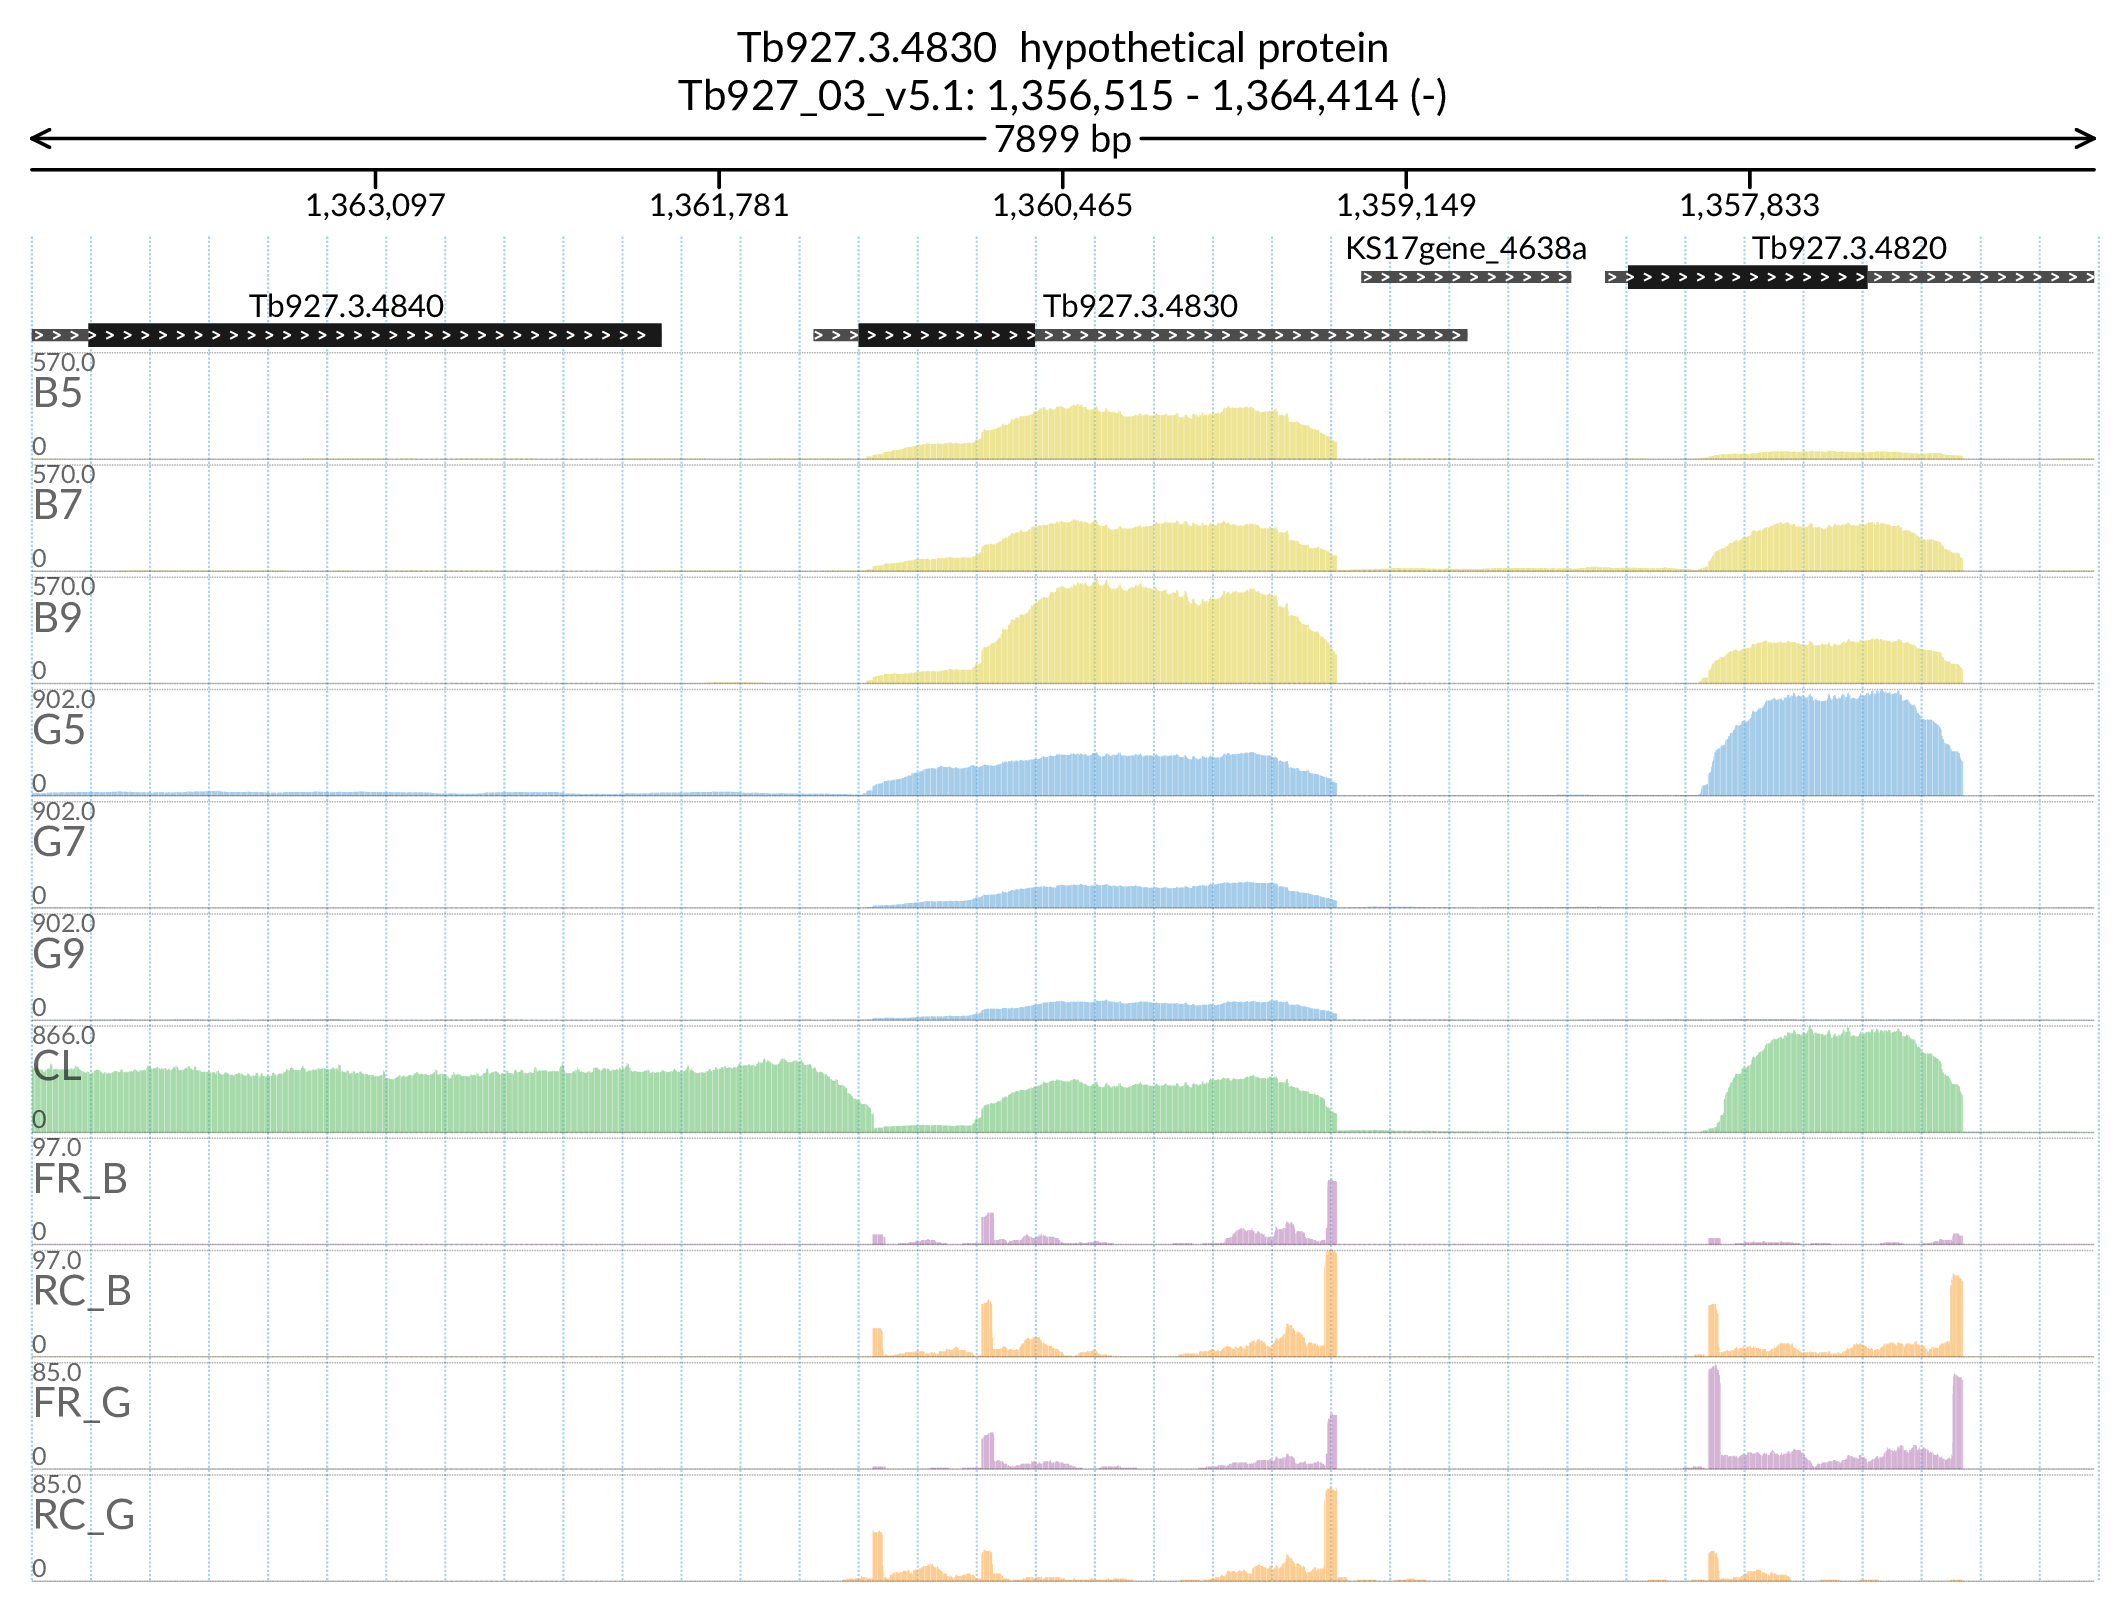 Tb927.3.4830  hypothetical protein
Tb927_03_v5.1: 1,356,515 - 1,364,414 (-)
7899 bp
1,363,097 1,361,781 1,360,465 1,359,149 1,357,833
KS17gene_4638a Tb927.3.4820
Tb927.3.4840 Tb927.3.4830
570.0
B5
0
570.0
B7
0
570.0
B9
0
902.0
G5
0
902.0
G7
0
902.0
G9
0
866.0
CL
0
97.0
FR_B
0
97.0
RC_B
0
85.0
FR_G
0
85.0
RC_G
0